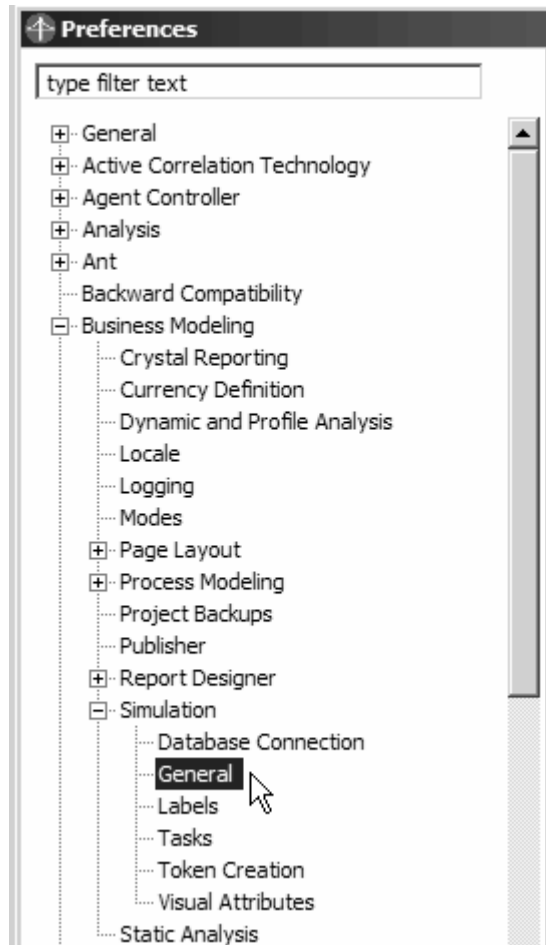 Preferences
type filter text
General
Active Correlation Technology
Agent Controller
Analysis
Ant
Backward Compatibility
Business Modeling
Crystal Reporting
Currency Definition
Dynamic and Profile Analysis
Locale
Logging
Modes
Page Layout
Process Modeling
Project Backups
Publisher
Report Designer
Simulation
Database Connection
General
Labels
Tasks
Token Creation
Visual Attributes
Static Analysis